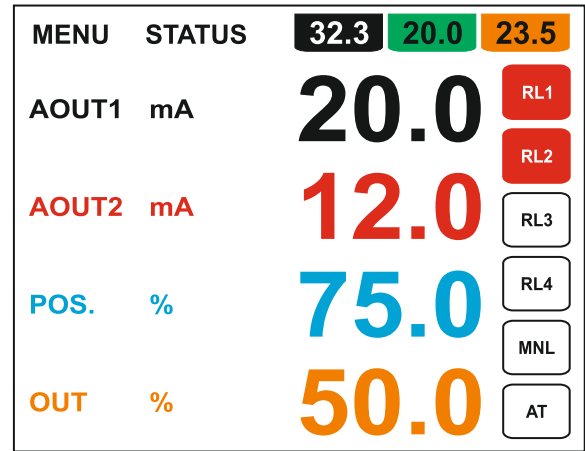 MENU STATUS 32.3 20.0 23.5
AOUT1 mA 20.0 RL1
RL2
AOUT2 mA 12.0 RL3
POS. % 75.0 RL4
MNL
OUT % 50.0 AT